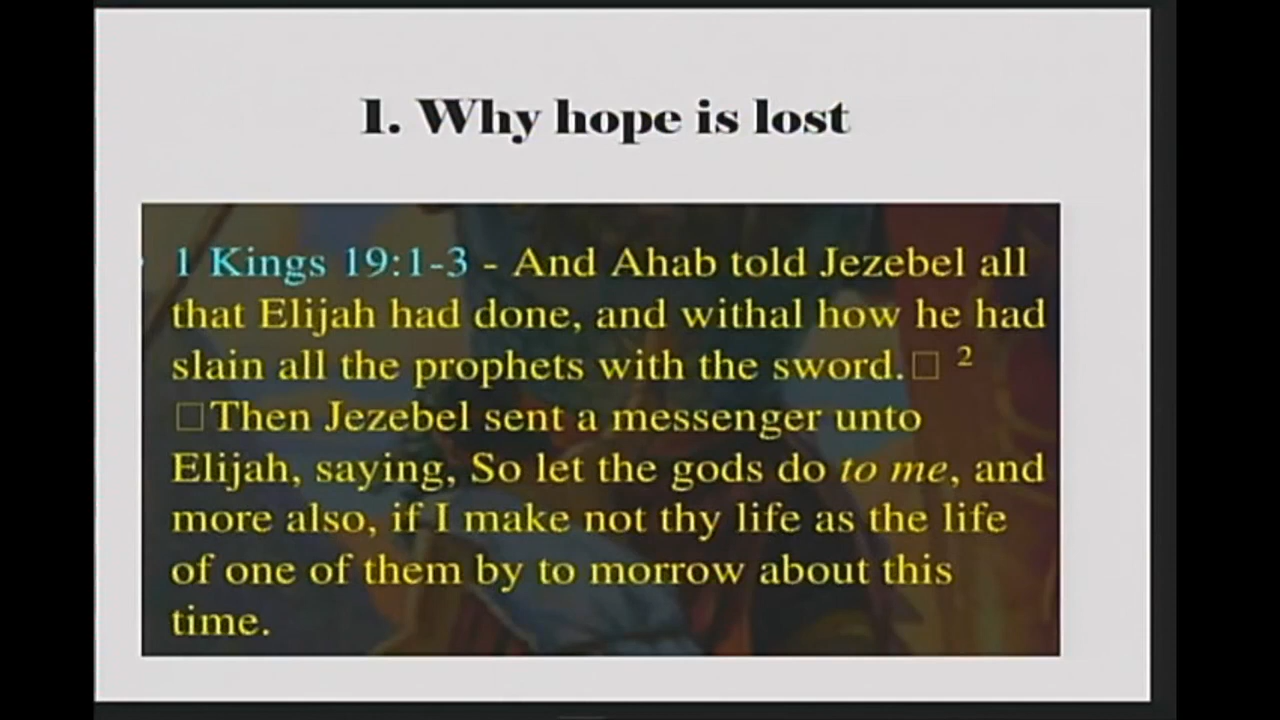 1. Why hope is lost
1 Kings 19:1-3 - And Ahab told Jezebel all
that Elijah had done, and withal how he had
slain all the prophets with the sword.□ 2
□Then Jezebel sent a messenger unto
Elijah, saying, So let the gods do to me, and
more also, if I make not thy life as the life
of one of them by to morrow about this
time.